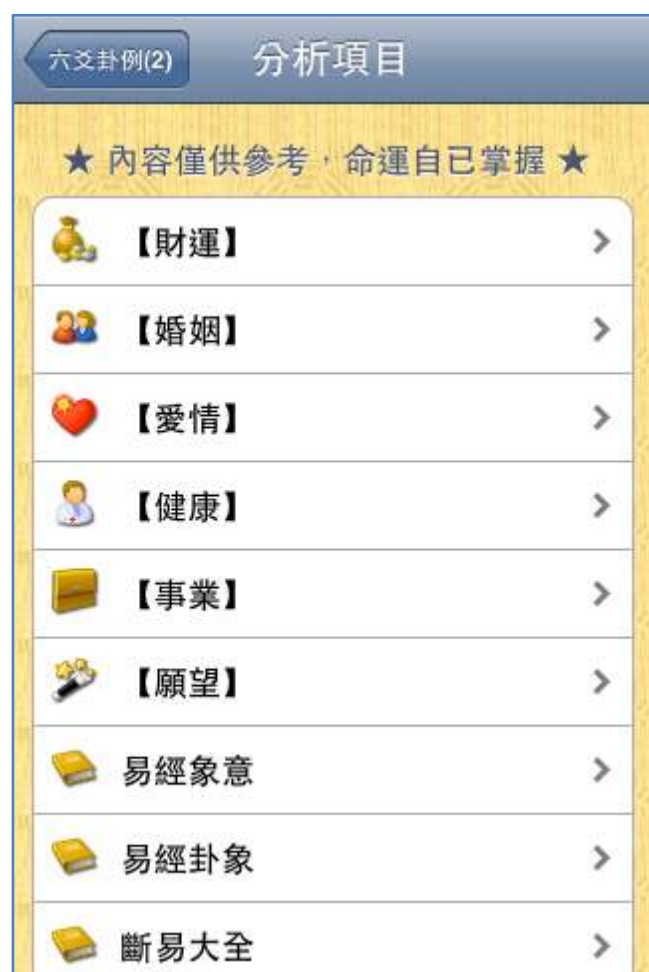 六爻卦例(2)
分析項目
★ 內容僅供參考，命運自已掌握 ★
【財運】
【婚姻】
【愛情】
【健康】
【事業】
【願望】
易經象意
易經卦象
斷易大全